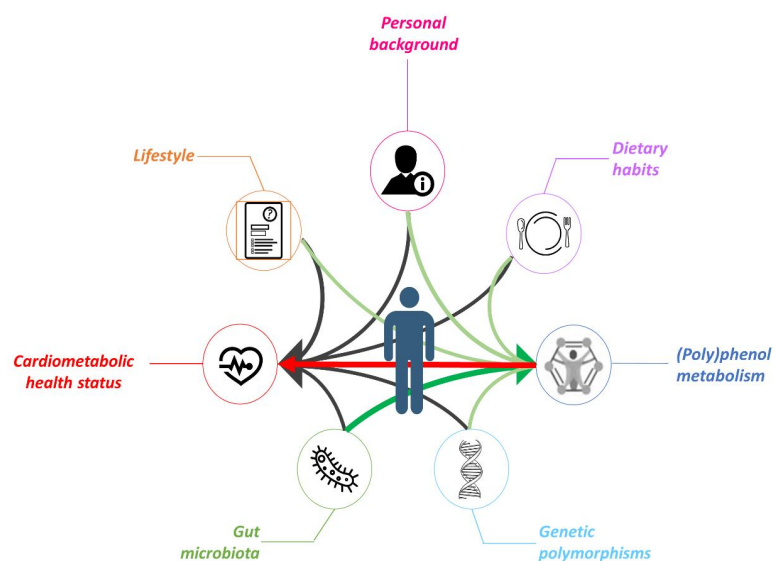 Personal
background
Lifestyle
Dietary
habits
?
i
Cardiometabolic
health status
(Poly)phenol
metabolism
Gut
microbiota
Genetic
polymorphisms